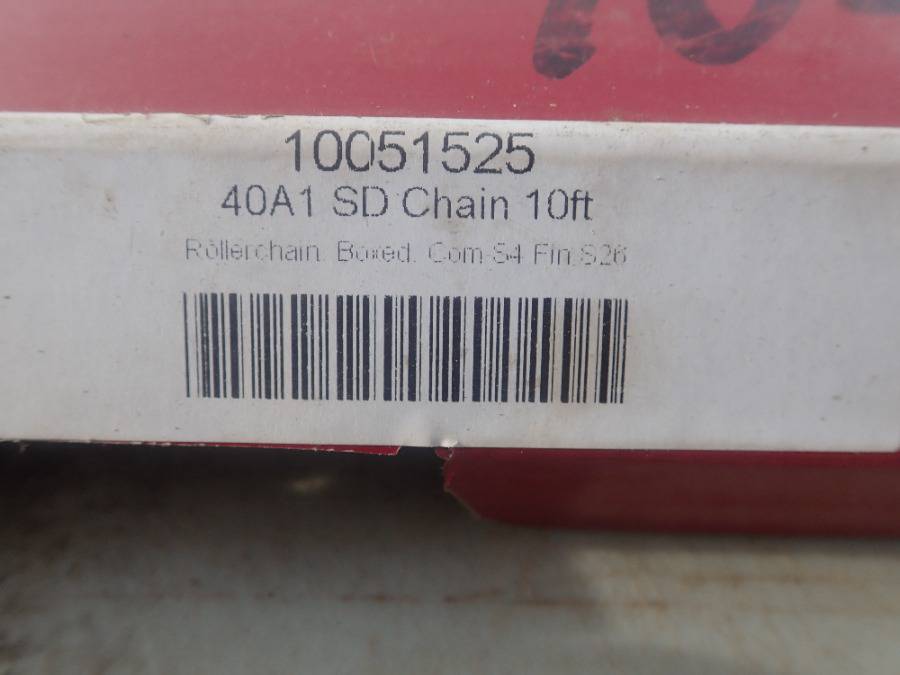 10051525
40A1 SD Chain 10ft
Rollerchain. Boxed. Com-S4 Fin S26